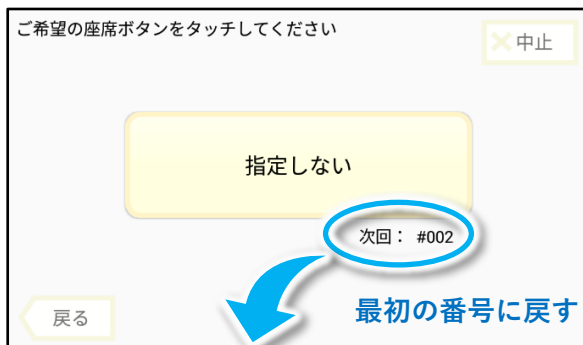 ご希望の座席ボタンをタッチしてください
中止
指定しない
次回： #002
最初の番号に戻す
戻る